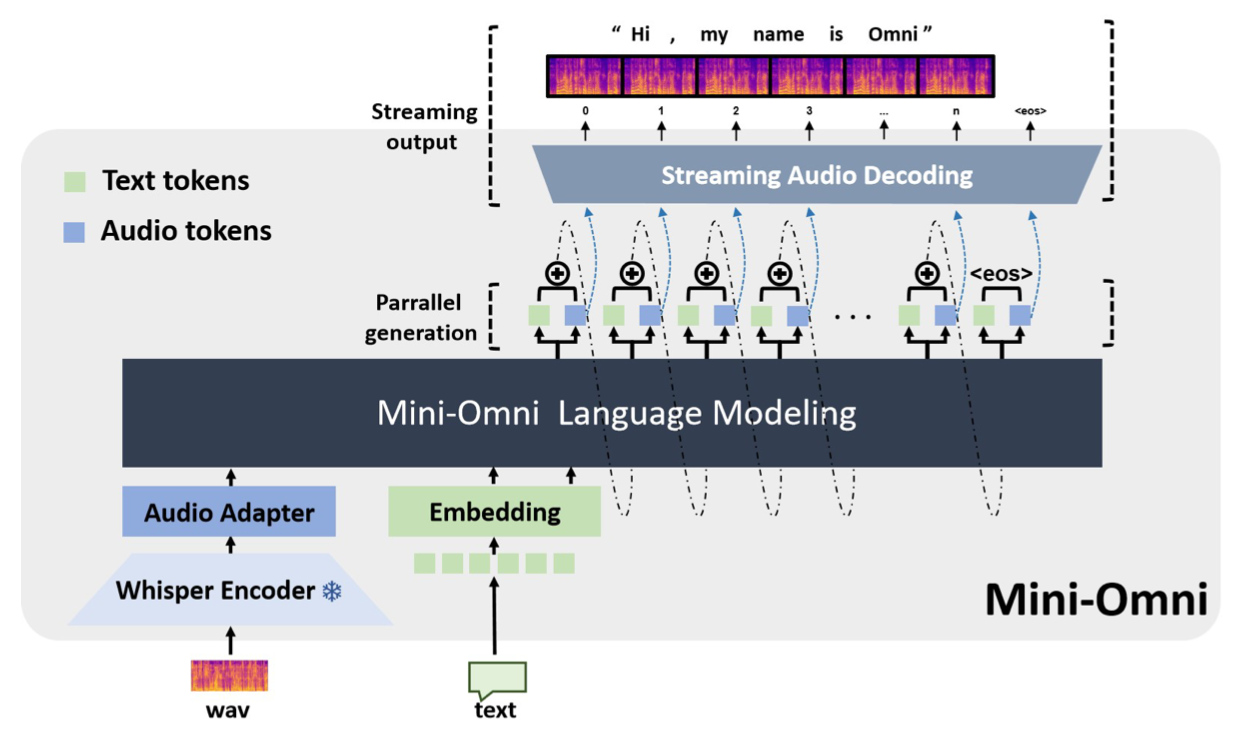 “ Hi , my name is Omni ”
Streaming
output
0 1 2 3 ... n <eos>
Streaming Audio Decoding
Text tokens
Audio tokens
<eos>
Parrallel
generation
. . .
Mini-Omni Language Modeling
Audio Adapter
Embedding
Whisper Encoder
Mini-Omni
wav
text